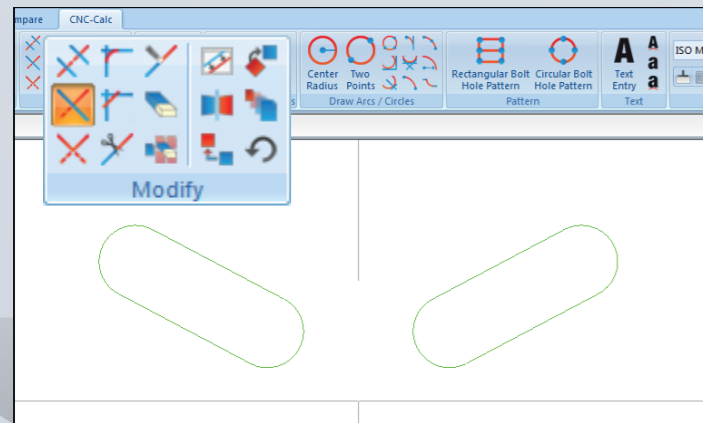 mpare
CNC-Calc
Center Radius
Two Points
Draw Arcs / Circles
Rectangular Bolt Hole Pattern
Circular Bolt Hole Pattern
Pattern
A
Text Entry
A
a
a
Text
ISO M
s
Modify